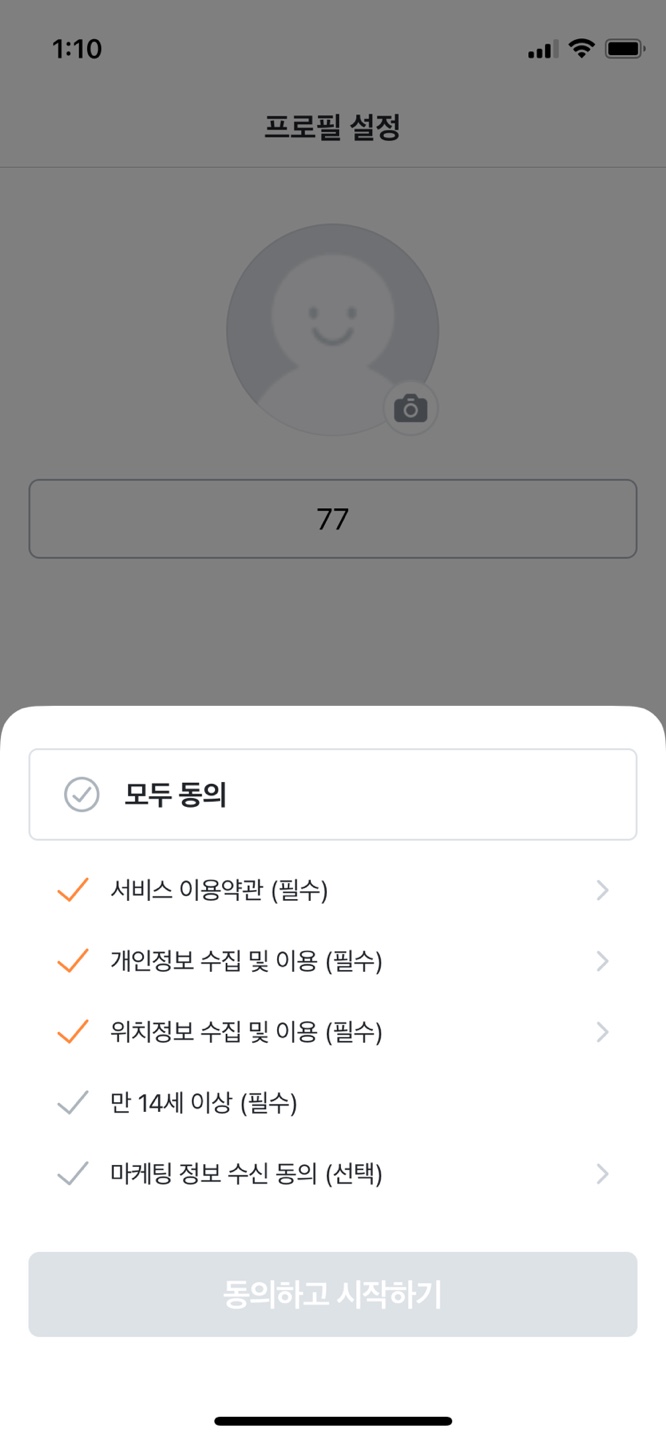 1:10
프로필 설정
77
모두 동의
서비스 이용약관 (필수)
개인정보 수집 및 이용 (필수)
위치정보 수집 및 이용 (필수)
만 14세 이상 (필수)
마케팅 정보 수신 동의 (선택)
동의하고 시작하기